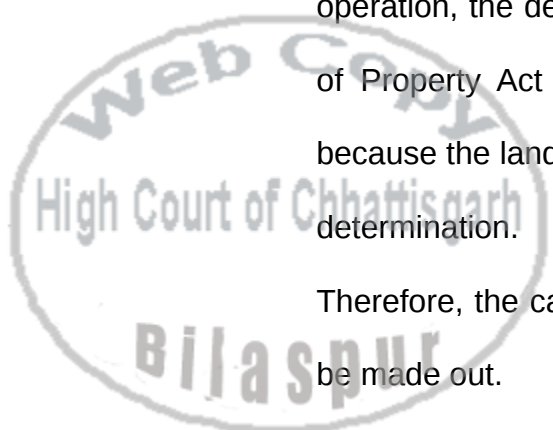 operation, the de
Web Copy
of Property Act
because the land
High Court of Chhattisgarh
determination.
Therefore, the ca
Bilaspur
be made out.